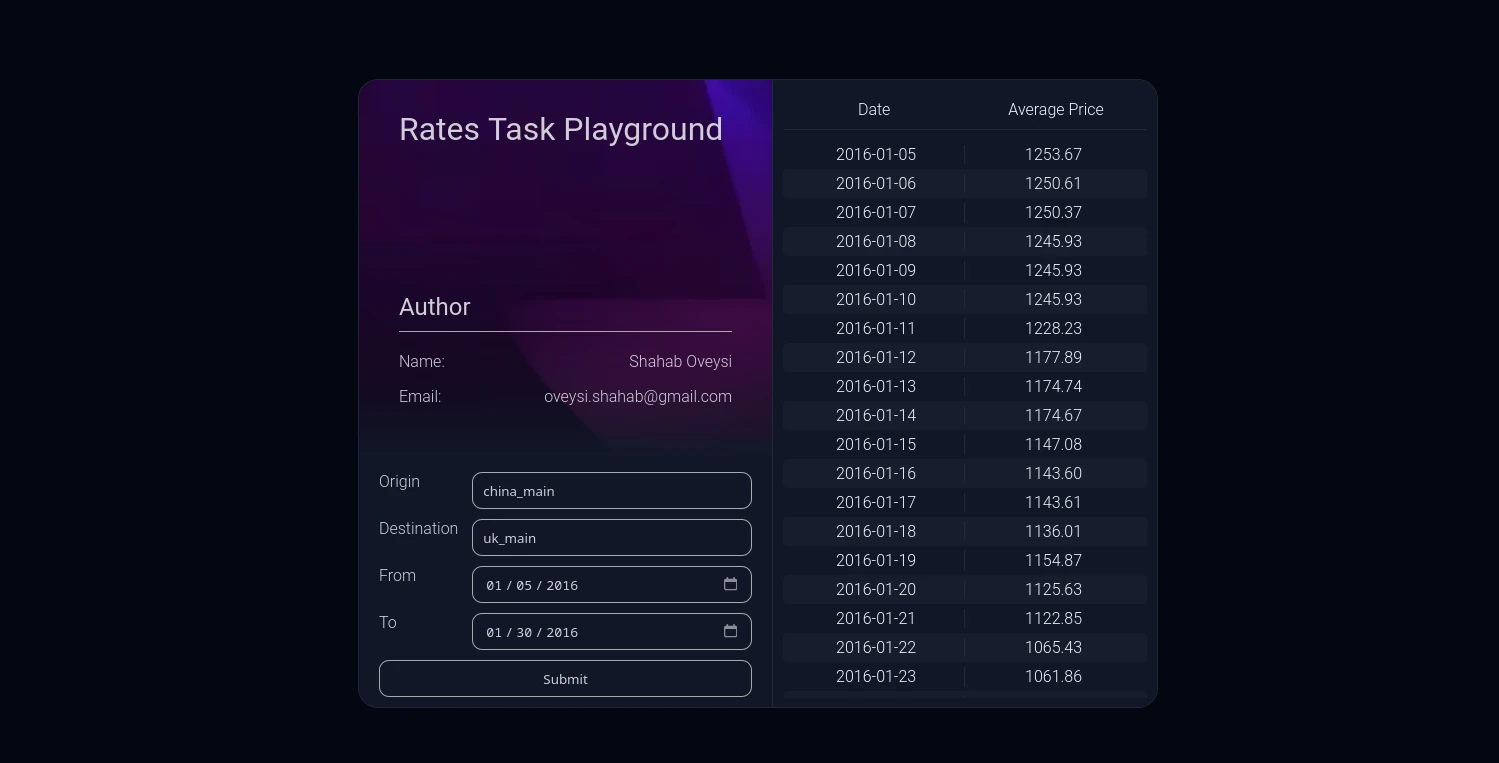 Rates Task Playground
Author
Name: Shahab Oveysi
Email: oveysi.shahab@gmail.com
Origin china_main
Destination uk_main
From 01 / 05 / 2016
To 01 / 30 / 2016
Submit
Date Average Price
2016-01-05 1253.67
2016-01-06 1250.61
2016-01-07 1250.37
2016-01-08 1245.93
2016-01-09 1245.93
2016-01-10 1245.93
2016-01-11 1228.23
2016-01-12 1177.89
2016-01-13 1174.74
2016-01-14 1174.67
2016-01-15 1147.08
2016-01-16 1143.60
2016-01-17 1143.61
2016-01-18 1136.01
2016-01-19 1154.87
2016-01-20 1125.63
2016-01-21 1122.85
2016-01-22 1065.43
2016-01-23 1061.86